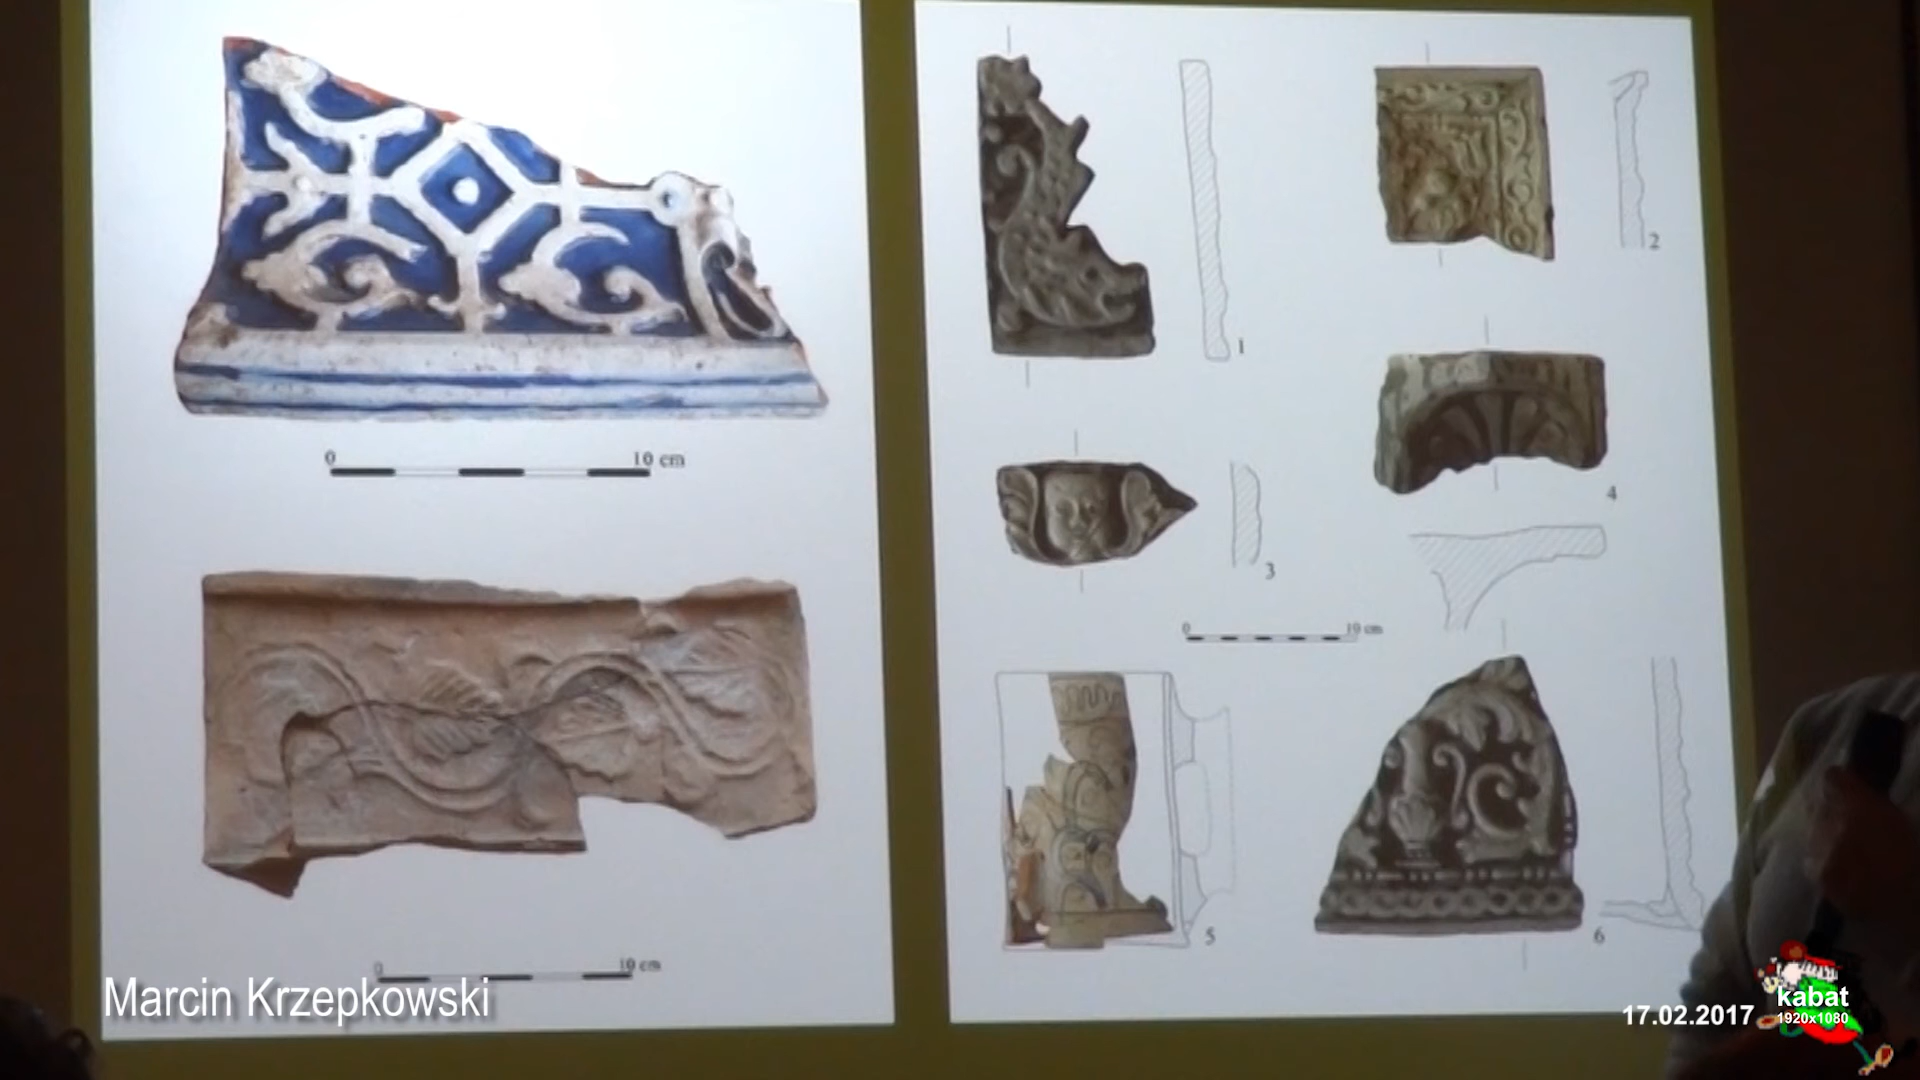 0 10 cm
0 10 cm
1
2
3
4
0 10 cm
5
6
Marcin Krzepkowski
17.02.2017
kabat
1920x1080